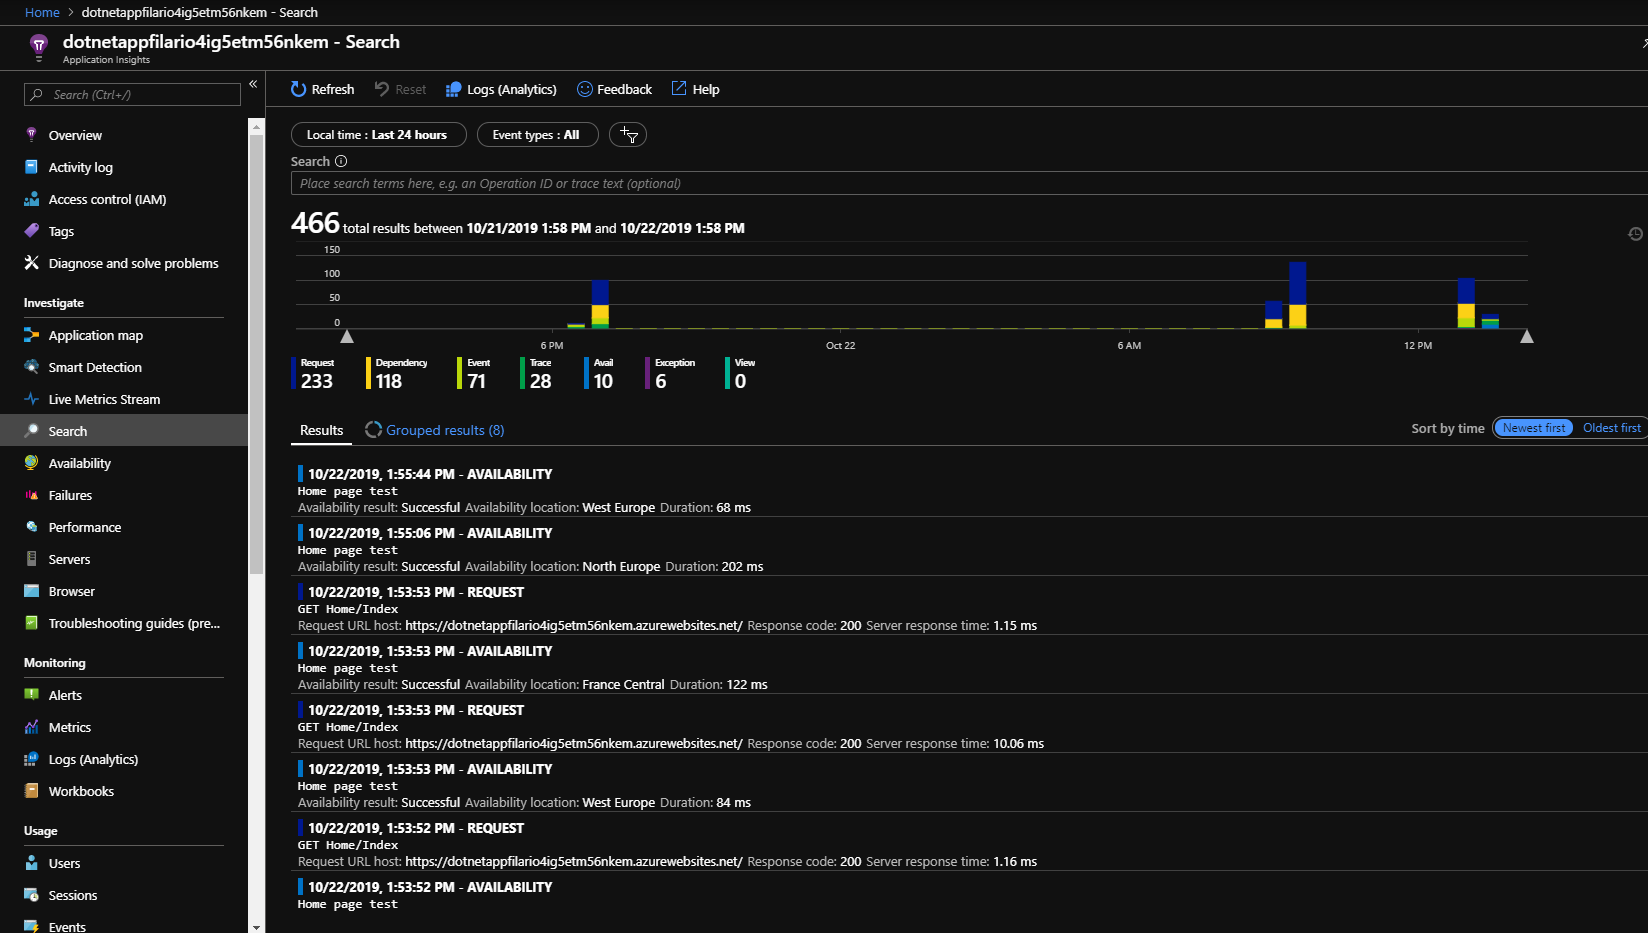 Home > dotnetappfilario4ig5etm56nkem - Search
dotnetappfilario4ig5etm56nkem - Search
Application Insights
Search (Ctrl+/)
«
Overview
Activity log
Access control (IAM)
Tags
Diagnose and solve problems
Investigate
Application map
Smart Detection
Live Metrics Stream
Search
Availability
Failures
Performance
Servers
Browser
Troubleshooting guides (pre...
Monitoring
Alerts
Metrics
Logs (Analytics)
Workbooks
Usage
Users
Sessions
Events
Refresh Reset Logs (Analytics) Feedback Help
Local time : Last 24 hours Event types : All
Search
Place search terms here, e.g. an Operation ID or trace text (optional)
466 total results between 10/21/2019 1:58 PM and 10/22/2019 1:58 PM
150
100
50
0
6 PM Oct 22 6 AM 12 PM
Request Dependency Event Trace Avail Exception View
233 118 71 28 10 6 0
Results Grouped results (8) Sort by time Newest first Oldest first
10/22/2019, 1:55:44 PM - AVAILABILITY
Home page test
Availability result: Successful Availability location: West Europe Duration: 68 ms
10/22/2019, 1:55:06 PM - AVAILABILITY
Home page test
Availability result: Successful Availability location: North Europe Duration: 202 ms
10/22/2019, 1:53:53 PM - REQUEST
GET Home/Index
Request URL host: https://dotnetappfilario4ig5etm56nkem.azurewebsites.net/ Response code: 200 Server response time: 1.15 ms
10/22/2019, 1:53:53 PM - AVAILABILITY
Home page test
Availability result: Successful Availability location: France Central Duration: 122 ms
10/22/2019, 1:53:53 PM - REQUEST
GET Home/Index
Request URL host: https://dotnetappfilario4ig5etm56nkem.azurewebsites.net/ Response code: 200 Server response time: 10.06 ms
10/22/2019, 1:53:53 PM - AVAILABILITY
Home page test
Availability result: Successful Availability location: West Europe Duration: 84 ms
10/22/2019, 1:53:52 PM - REQUEST
GET Home/Index
Request URL host: https://dotnetappfilario4ig5etm56nkem.azurewebsites.net/ Response code: 200 Server response time: 1.16 ms
10/22/2019, 1:53:52 PM - AVAILABILITY
Home page test